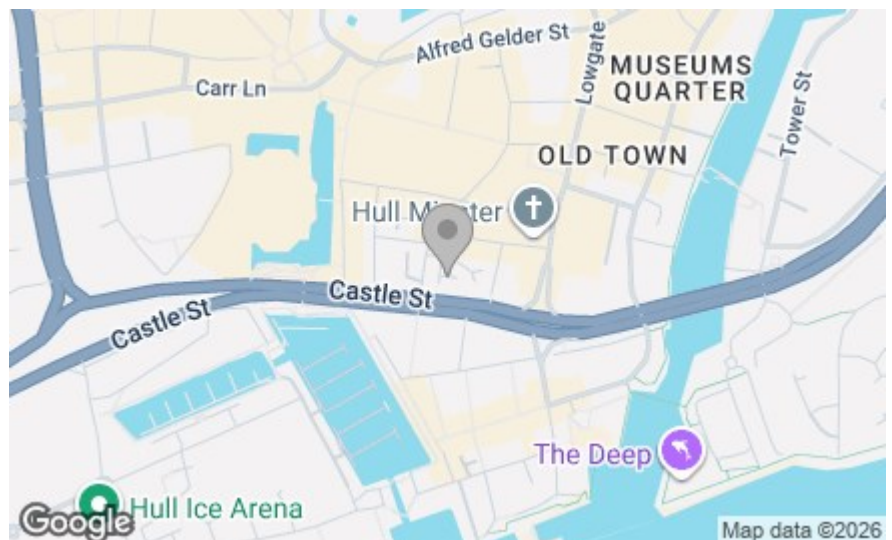 Alfred Gelder St
Carr Ln
Lowgate
MUSEUMS
QUARTER
Tower St
OLD TOWN
Hull Minster
Castle St
Castle St
The Deep
Hull Ice Arena
Google
Map data ©2026